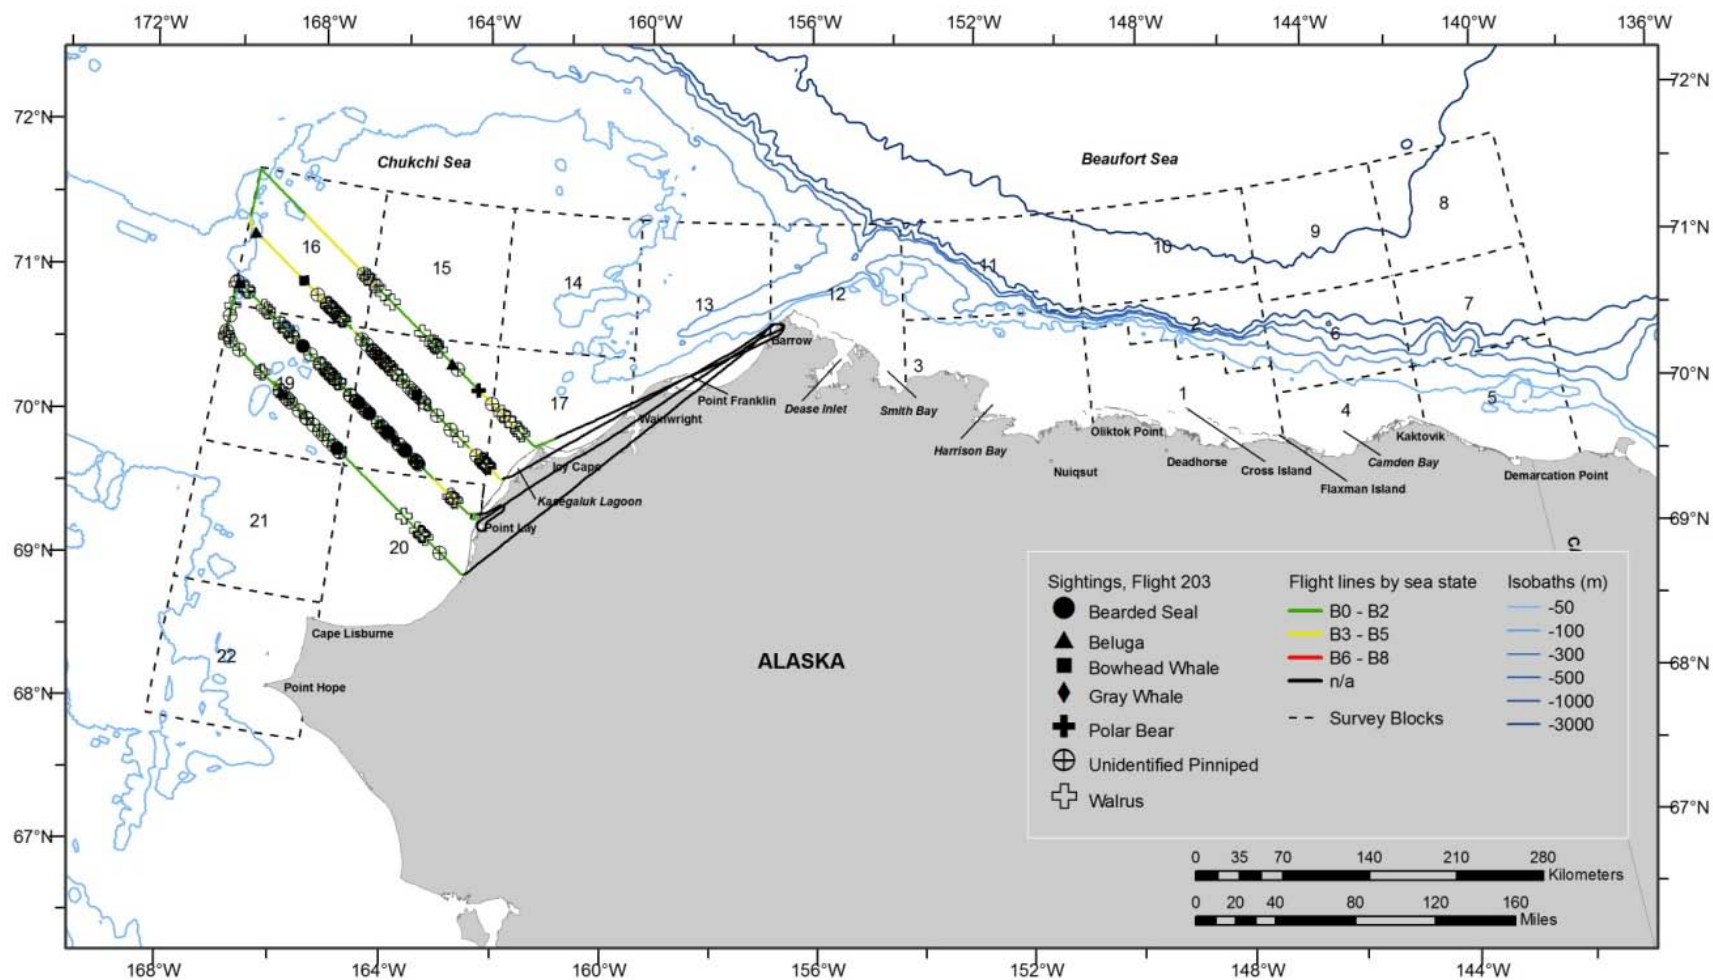 172°W 168°W 164°W 160°W 156°W 152°W 148°W 144°W 140°W 136°W
72°N 72°N
Chukchi Sea Beaufort Sea
8
9
71°N 71°N
16 10
15 11
14
13 12 7
2 6
Barrow
70°N 70°N
3
19 17 Point Franklin Dease Inlet Smith Bay 1 5
18 4
Wainwright Oliktok Point Kaktovik
Harrison Bay
Icy Cape Nuiqsut Deadhorse Cross Island Camden Bay Demarcation Point
Kasegaluk Lagoon Flaxman Island
69°N 69°N
21 Point Lay
20
Cape Lisburne
22 ALASKA
68°N 68°N
Point Hope
67°N 67°N
Sightings, Flight 203
Bearded Seal
Beluga
Bowhead Whale
Gray Whale
Polar Bear
Unidentified Pinniped
Walrus
Flight lines by sea state
B0 - B2
B3 - B5
B6 - B8
n/a
Survey Blocks
Isobaths (m)
-50
-100
-300
-500
-1000
-3000
0 35 70 140 210 280
Kilometers
0 20 40 80 120 160
Miles
168°W 164°W 160°W 156°W 152°W 148°W 144°W